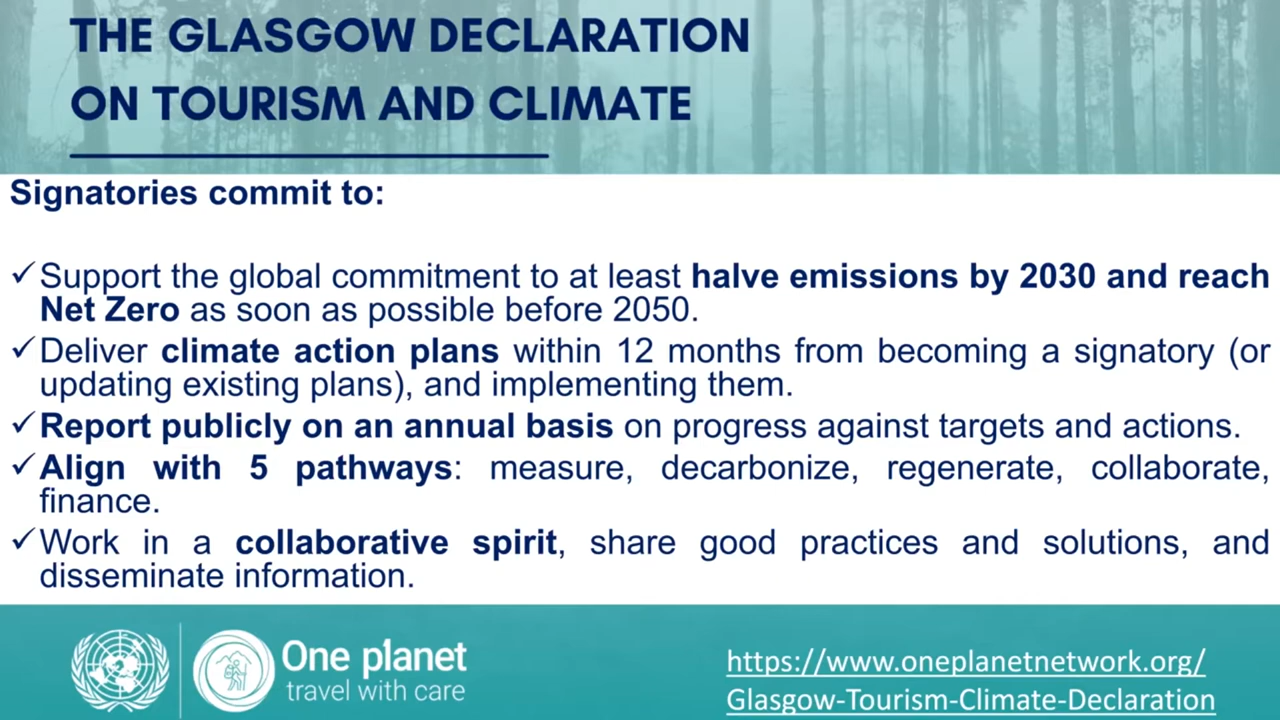 THE GLASGOW DECLARATION
ON TOURISM AND CLIMATE
Signatories commit to:
✓Support the global commitment to at least halve emissions by 2030 and reach
Net Zero as soon as possible before 2050.
✓Deliver climate action plans within 12 months from becoming a signatory (or
updating existing plans), and implementing them.
✓Report publicly on an annual basis on progress against targets and actions.
✓Align with 5 pathways: measure, decarbonize, regenerate, collaborate,
finance.
✓Work in a collaborative spirit, share good practices and solutions, and
disseminate information.
One planet
travel with care
https://www.oneplanetnetwork.org/
Glasgow-Tourism-Climate-Declaration